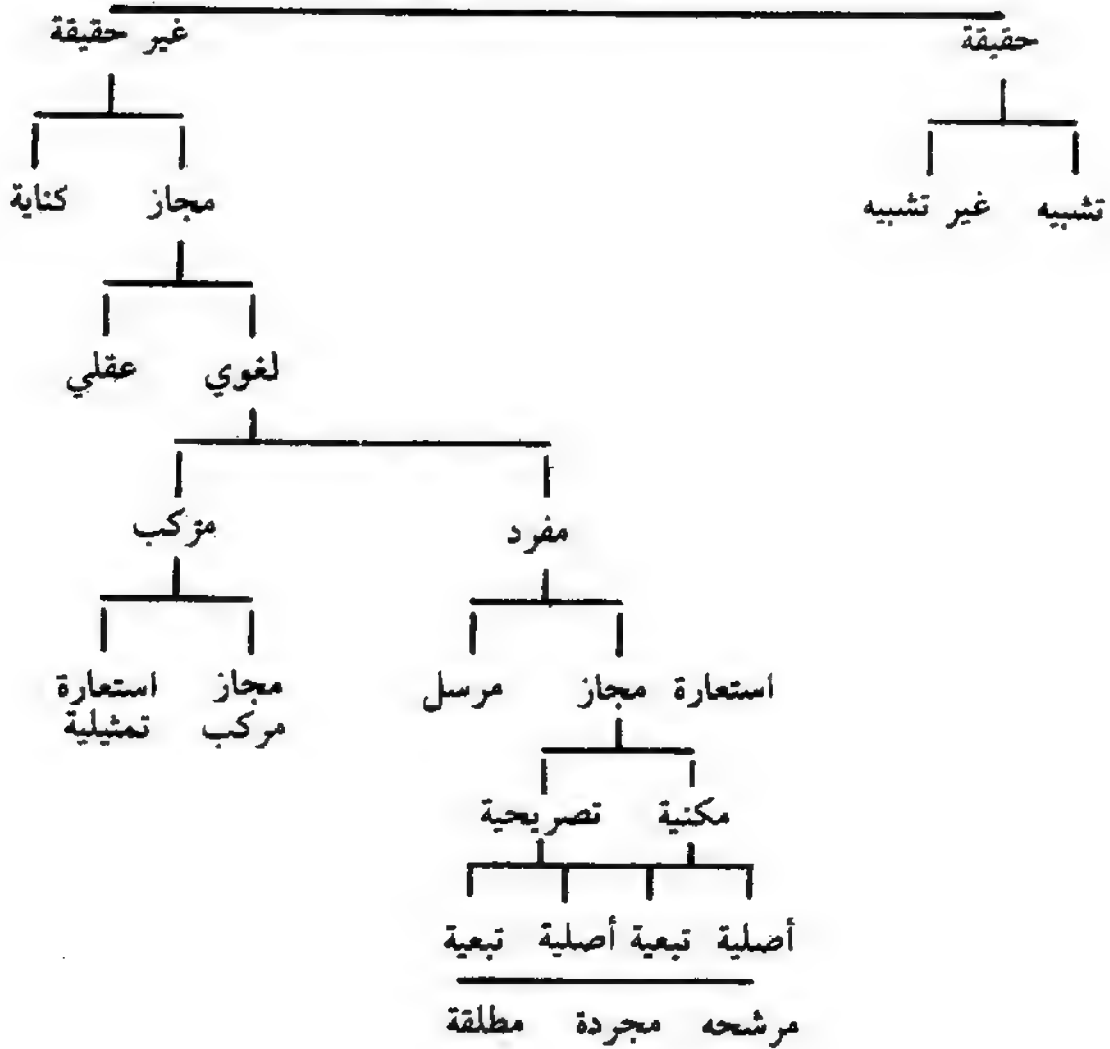 حقيقة غير حقيقة
تشبيه غير تشبيه مجاز كناية
لغوي عقلي
مفرد مركب
استعارة مجاز مرسل مجاز استعارة
مركب تمثيلية
مكنية تصريحية
أصلية تبعية أصلية تبعية
مرشحه مجردة مطلقة